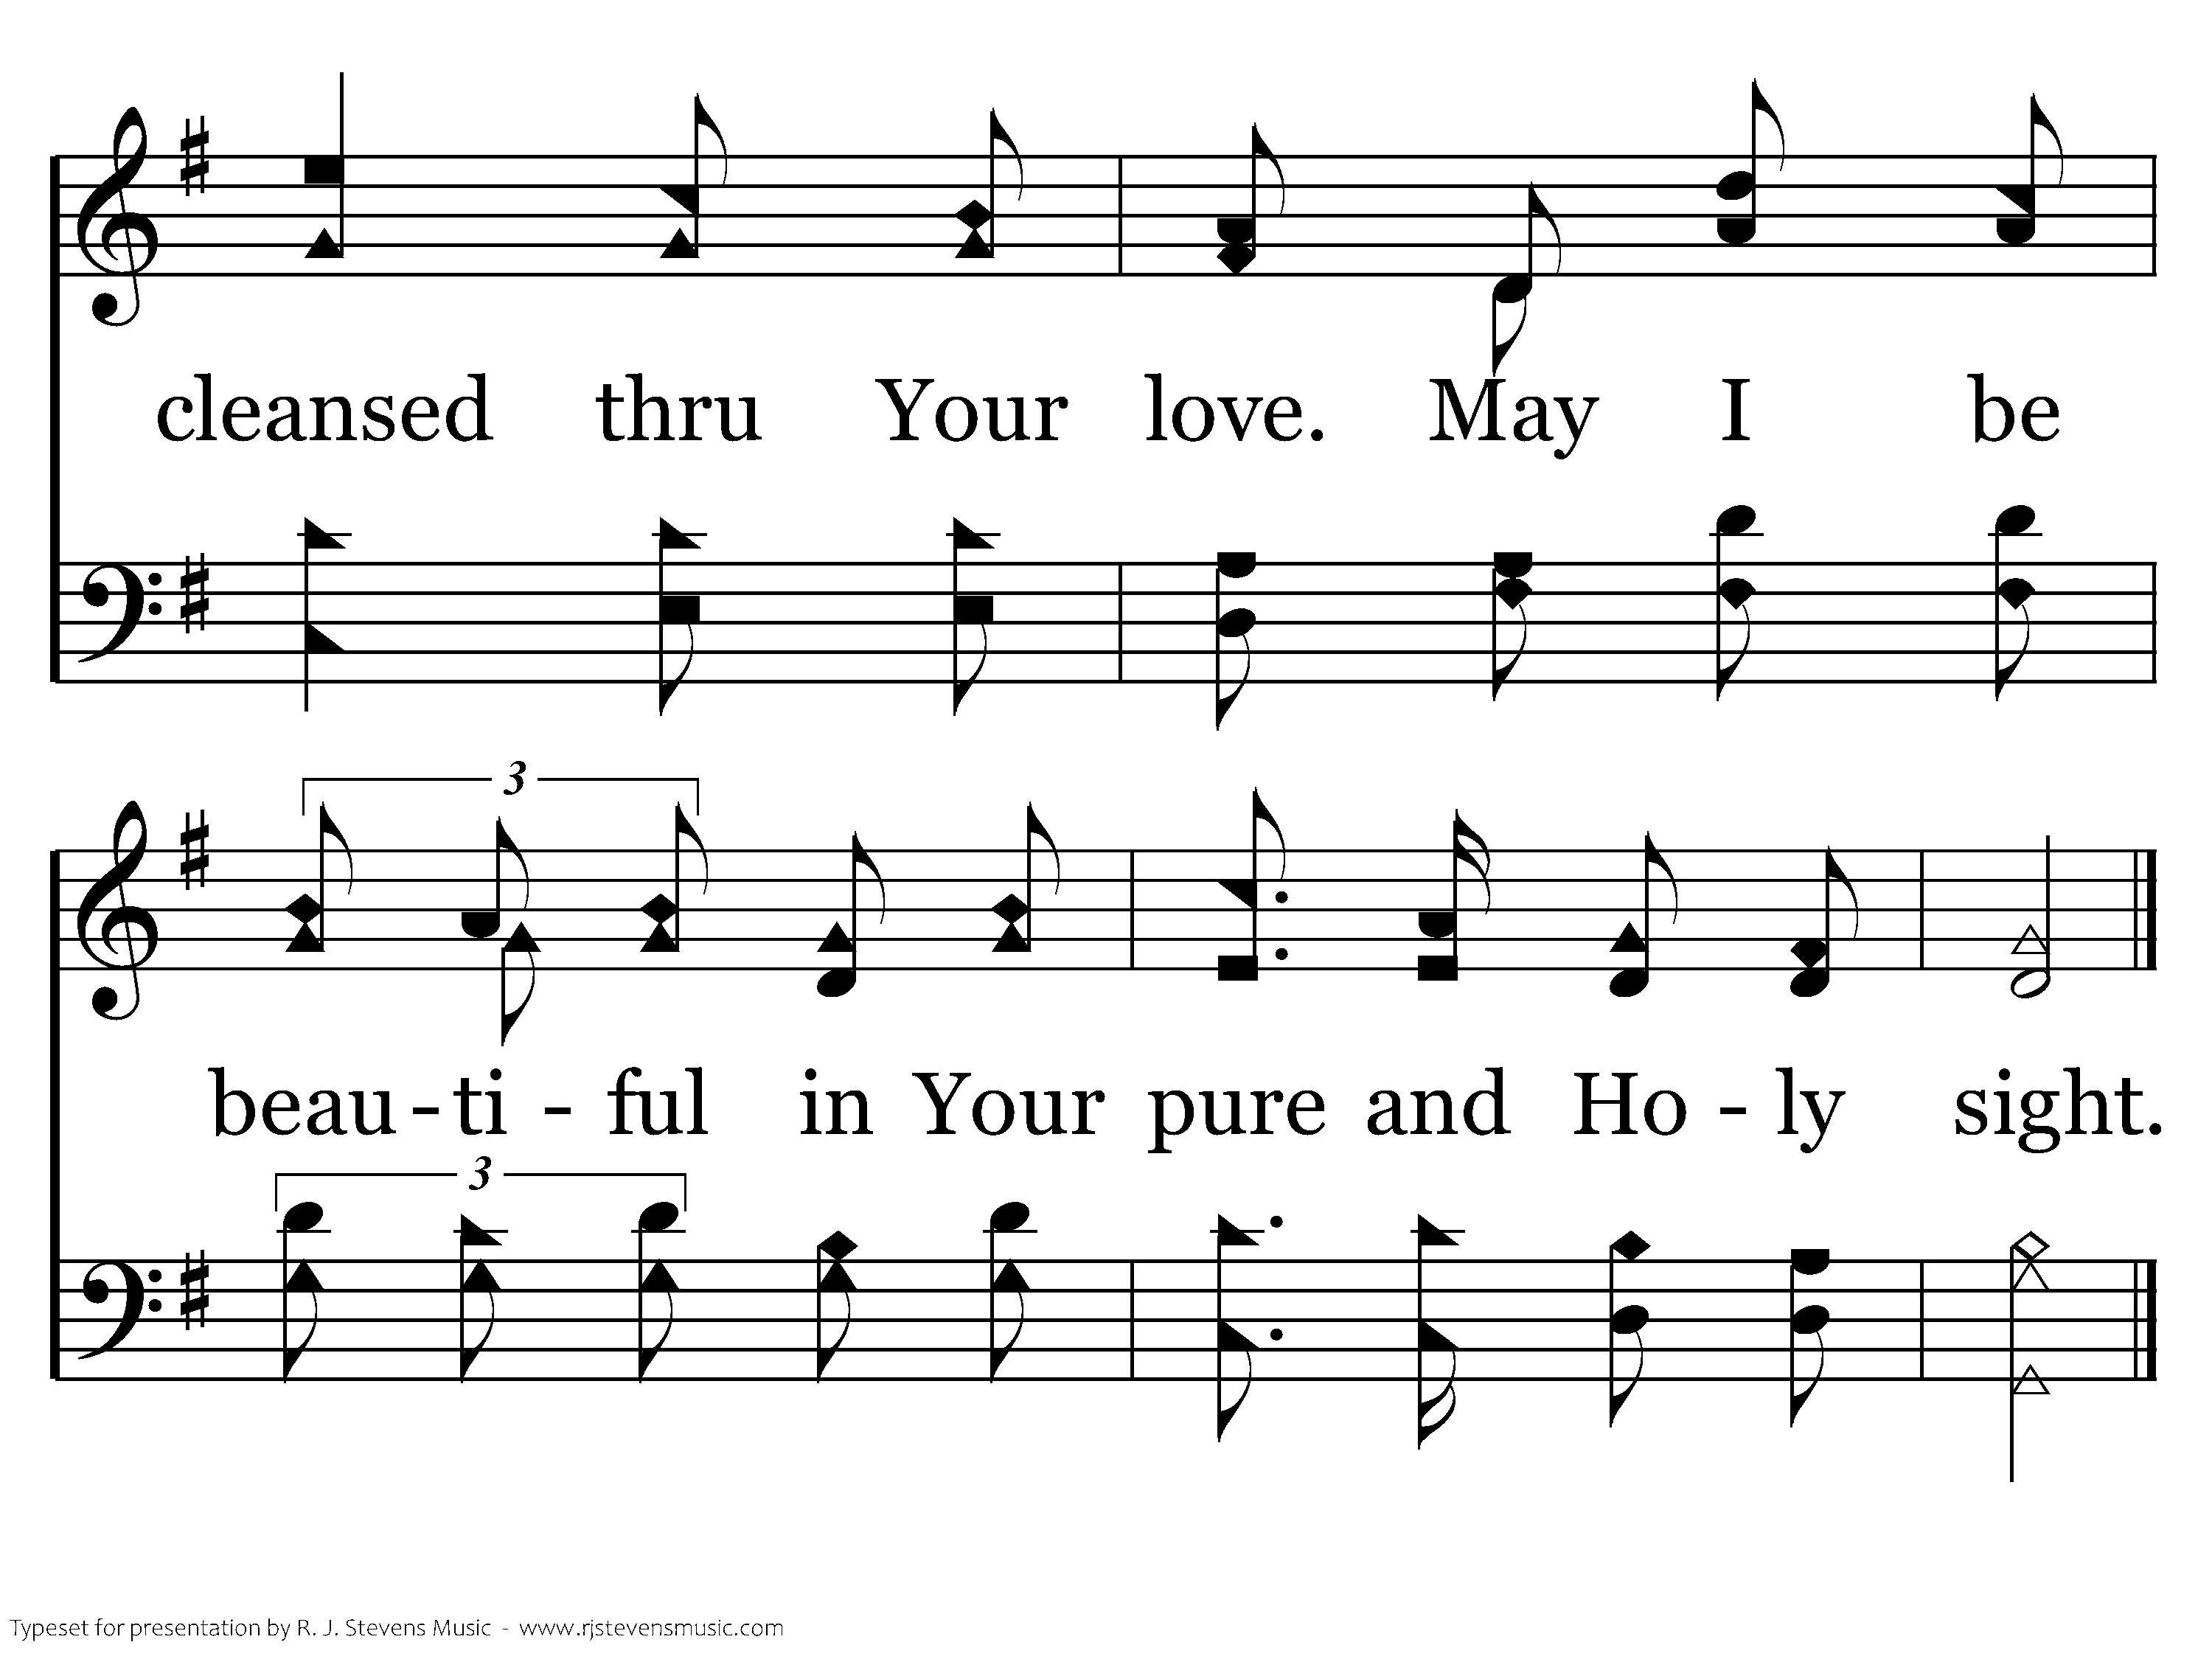 cleansed thru Your love. May I be
3
beau - ti - ful in Your pure and Ho - ly sight.
3
Typeset for presentation by R. J. Stevens Music - www.rjstevensmusic.com